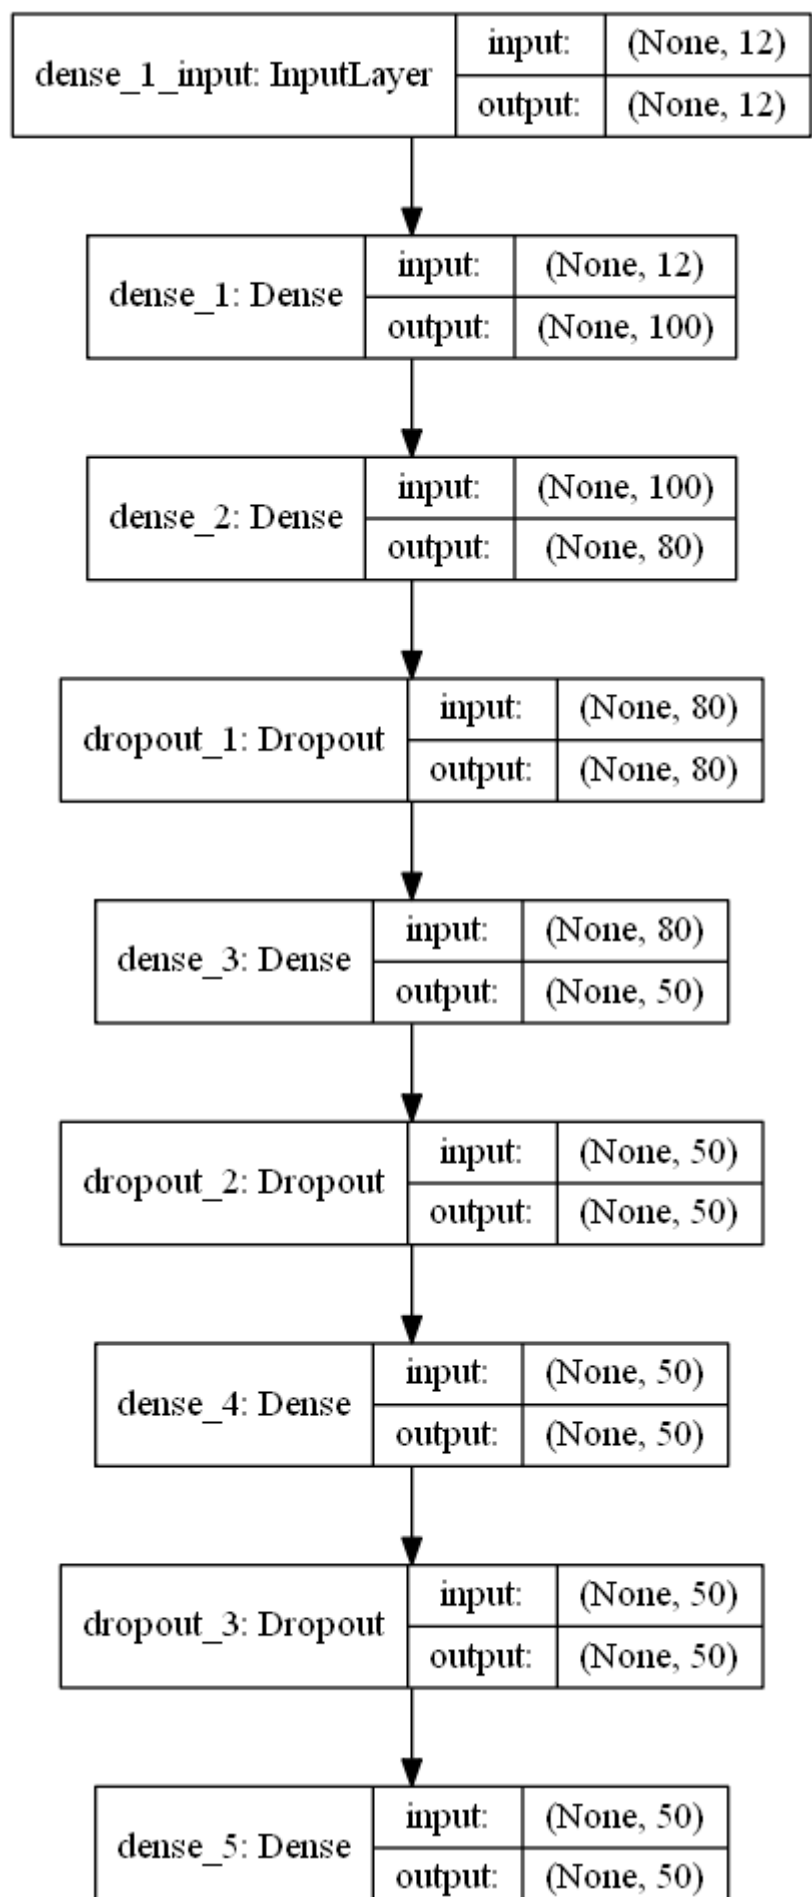 dense_1_input: InputLayer
input: (None, 12)
output: (None, 12)
dense_1: Dense
input: (None, 12)
output: (None, 100)
dense_2: Dense
input: (None, 100)
output: (None, 80)
dropout_1: Dropout
input: (None, 80)
output: (None, 80)
dense_3: Dense
input: (None, 80)
output: (None, 50)
dropout_2: Dropout
input: (None, 50)
output: (None, 50)
dense_4: Dense
input: (None, 50)
output: (None, 50)
dropout_3: Dropout
input: (None, 50)
output: (None, 50)
dense_5: Dense
input: (None, 50)
output: (None, 50)